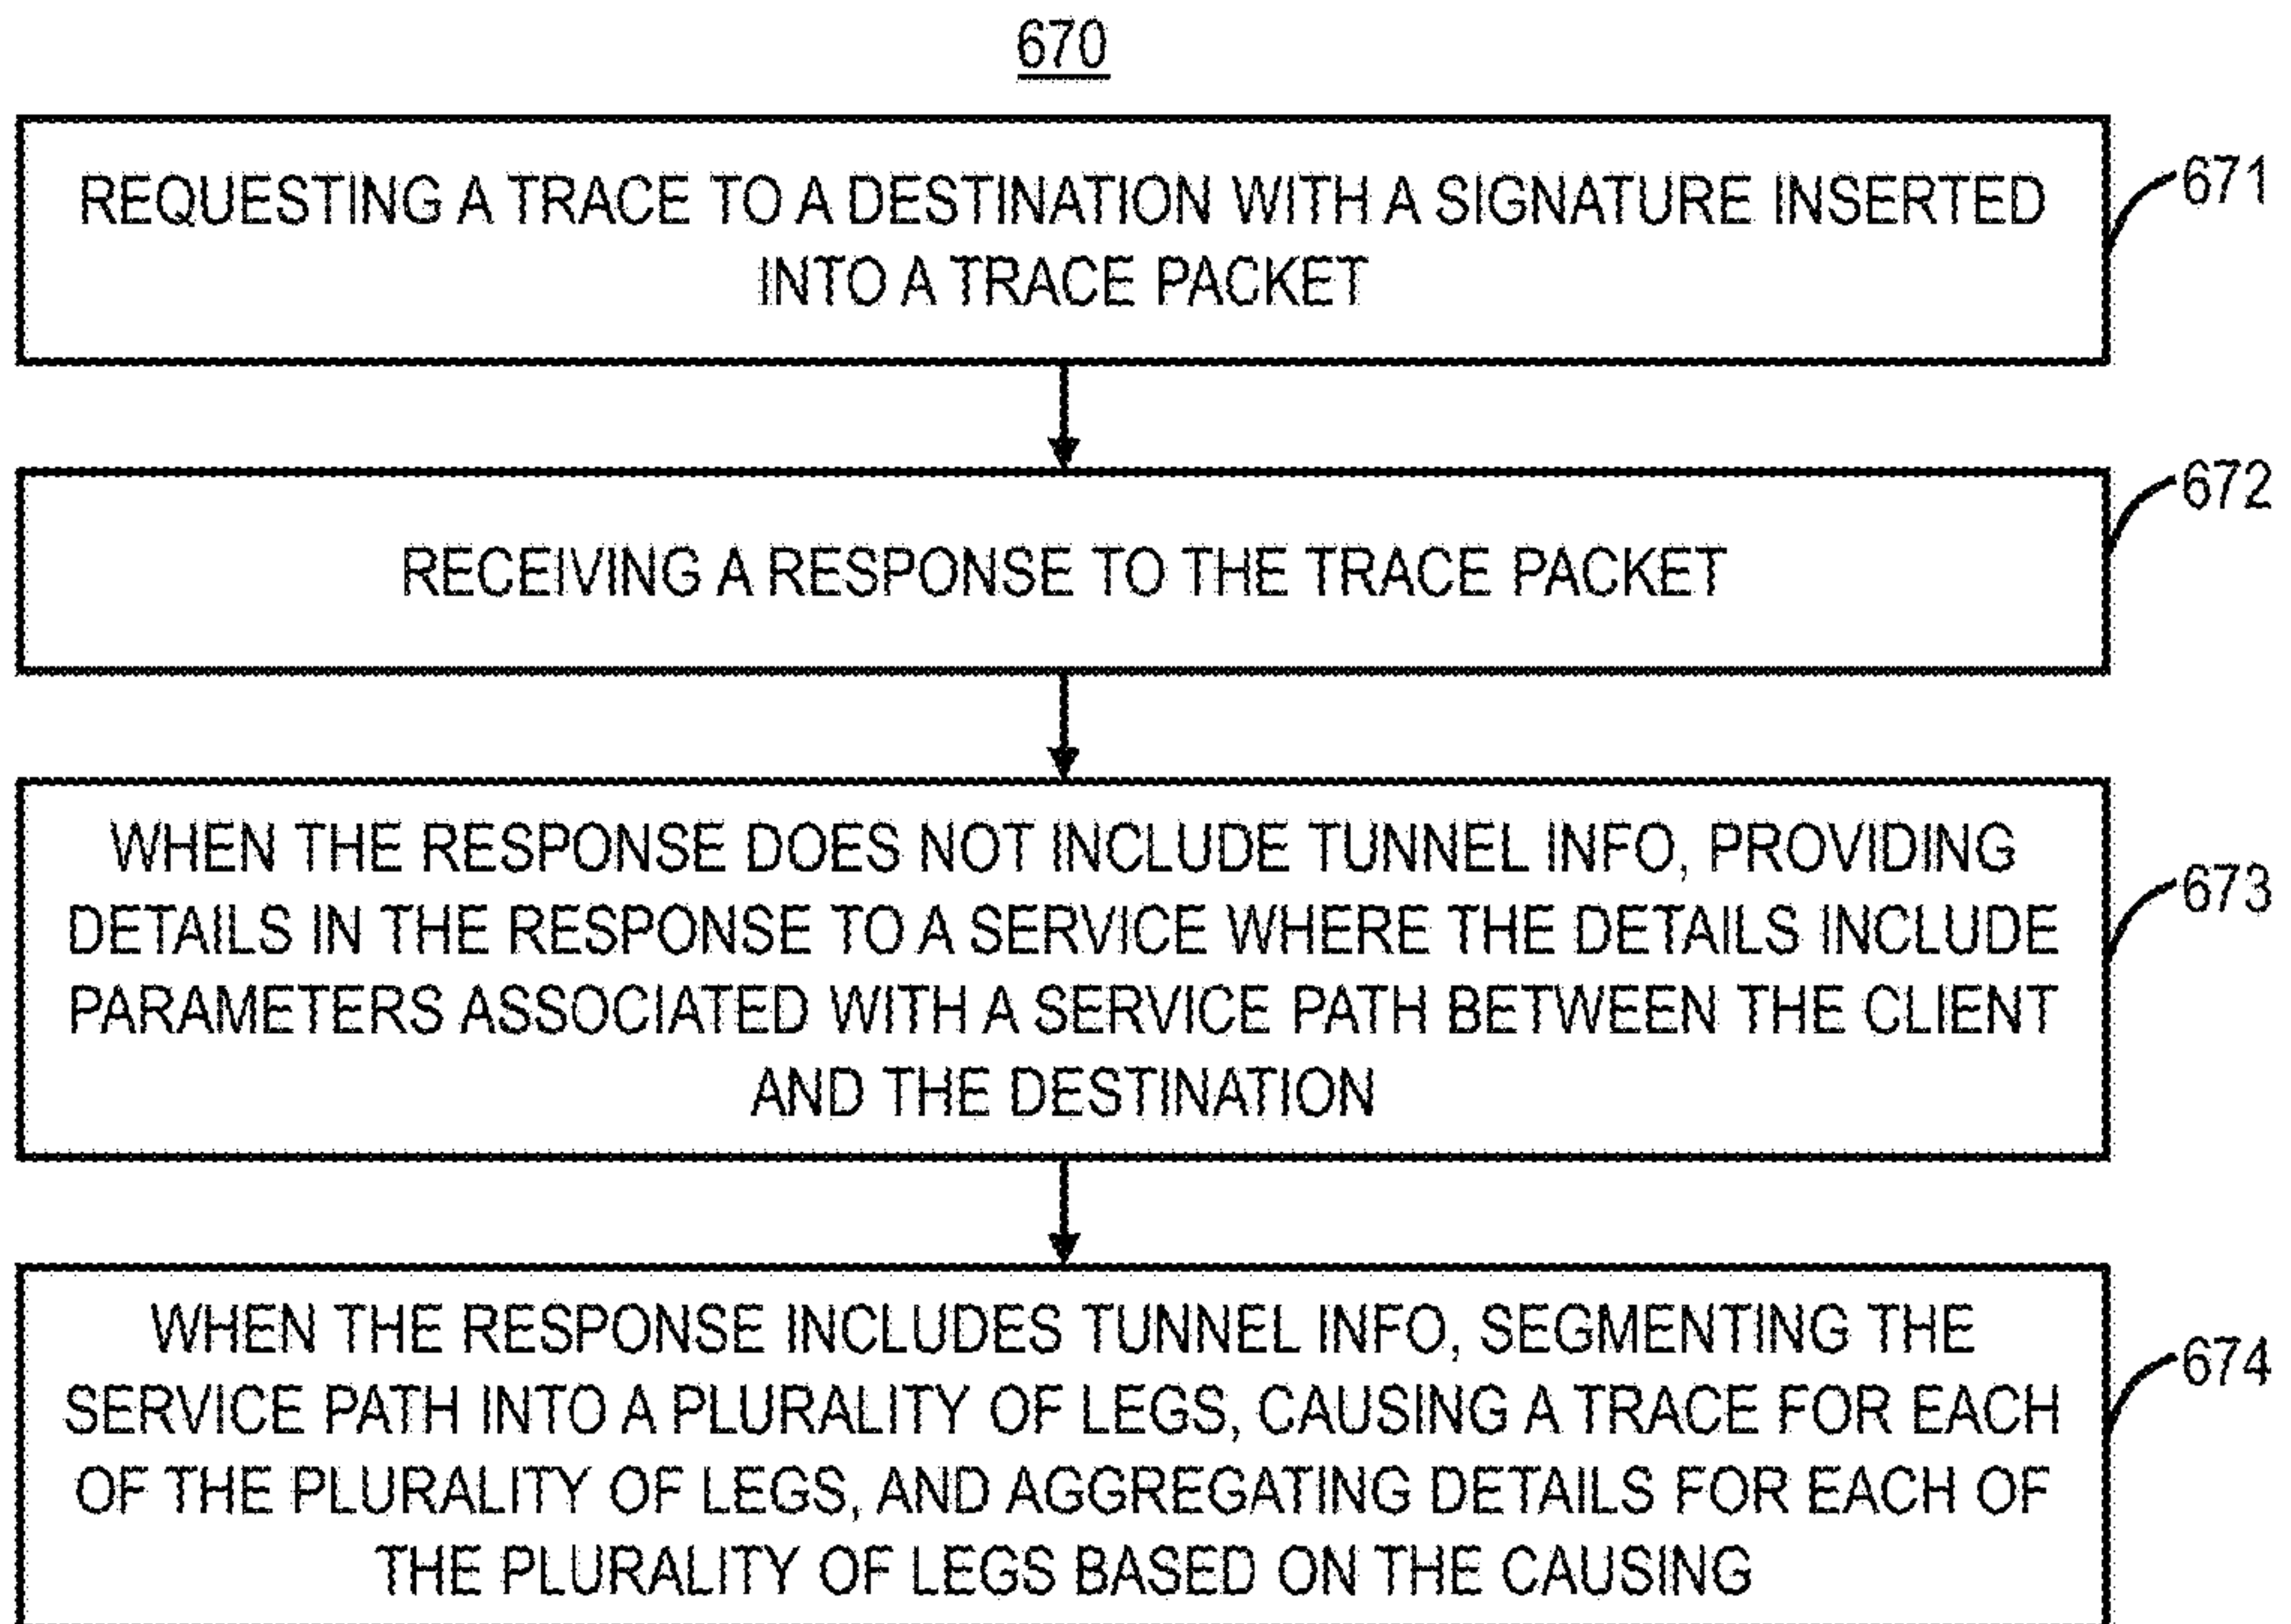 670
REQUESTING A TRACE TO A DESTINATION WITH A SIGNATURE INSERTED
INTO A TRACE PACKET
671
RECEIVING A RESPONSE TO THE TRACE PACKET
672
WHEN THE RESPONSE DOES NOT INCLUDE TUNNEL INFO, PROVIDING
DETAILS IN THE RESPONSE TO A SERVICE WHERE THE DETAILS INCLUDE
PARAMETERS ASSOCIATED WITH A SERVICE PATH BETWEEN THE CLIENT
AND THE DESTINATION
673
WHEN THE RESPONSE INCLUDES TUNNEL INFO, SEGMENTING THE
SERVICE PATH INTO A PLURALITY OF LEGS, CAUSING A TRACE FOR EACH
OF THE PLURALITY OF LEGS, AND AGGREGATING DETAILS FOR EACH OF
THE PLURALITY OF LEGS BASED ON THE CAUSING
674